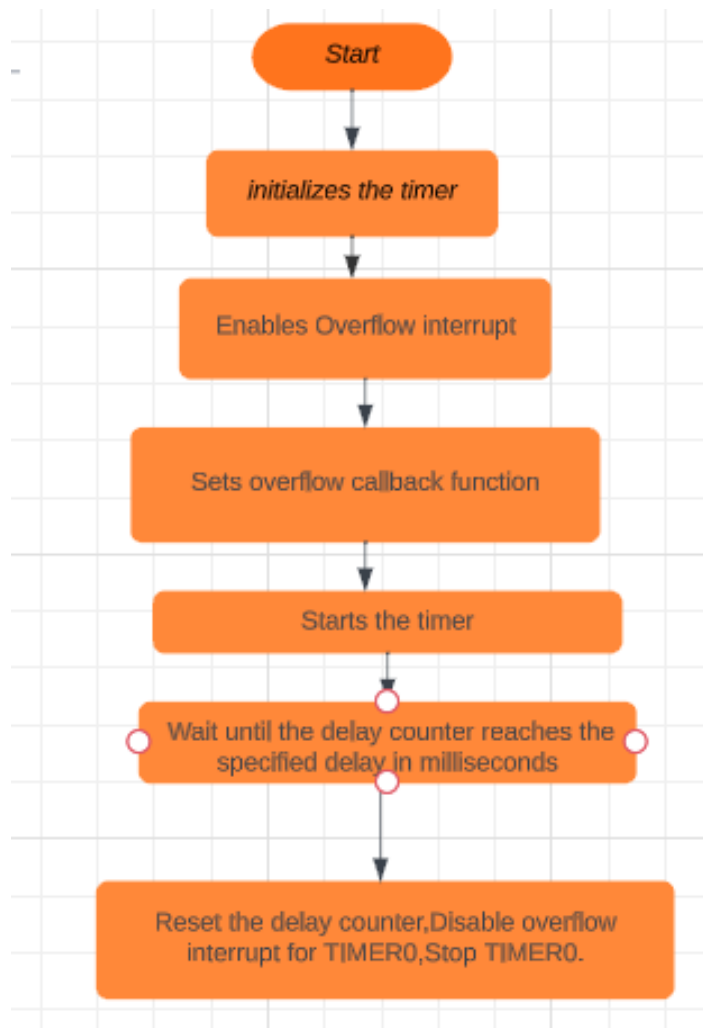 Start
initializes the timer
Enables Overflow interrupt
Sets overflow callback function
Starts the timer
Wait until the delay counter reaches the
specified delay in milliseconds
Reset the delay counter,Disable overflow
interrupt for TIMER0,Stop TIMER0.